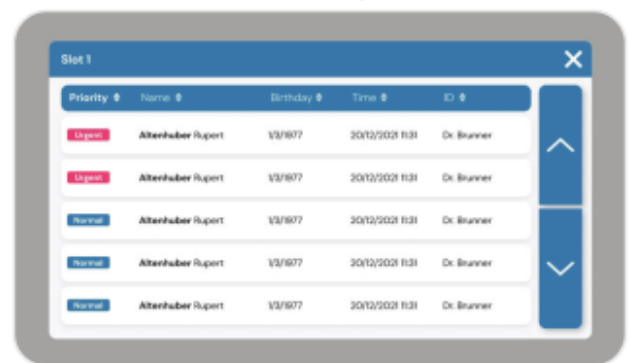 Slot 1
Priority Name Birthday Time ID
Urgent Altenhuber Rupert 1/3/1977 20/12/2021 11:31 Dr. Brunner
Urgent Altenhuber Rupert 1/3/1977 20/12/2021 11:31 Dr. Brunner
Normal Altenhuber Rupert 1/3/1977 20/12/2021 11:31 Dr. Brunner
Normal Altenhuber Rupert 1/3/1977 20/12/2021 11:31 Dr. Brunner
Normal Altenhuber Rupert 1/3/1977 20/12/2021 11:31 Dr. Brunner